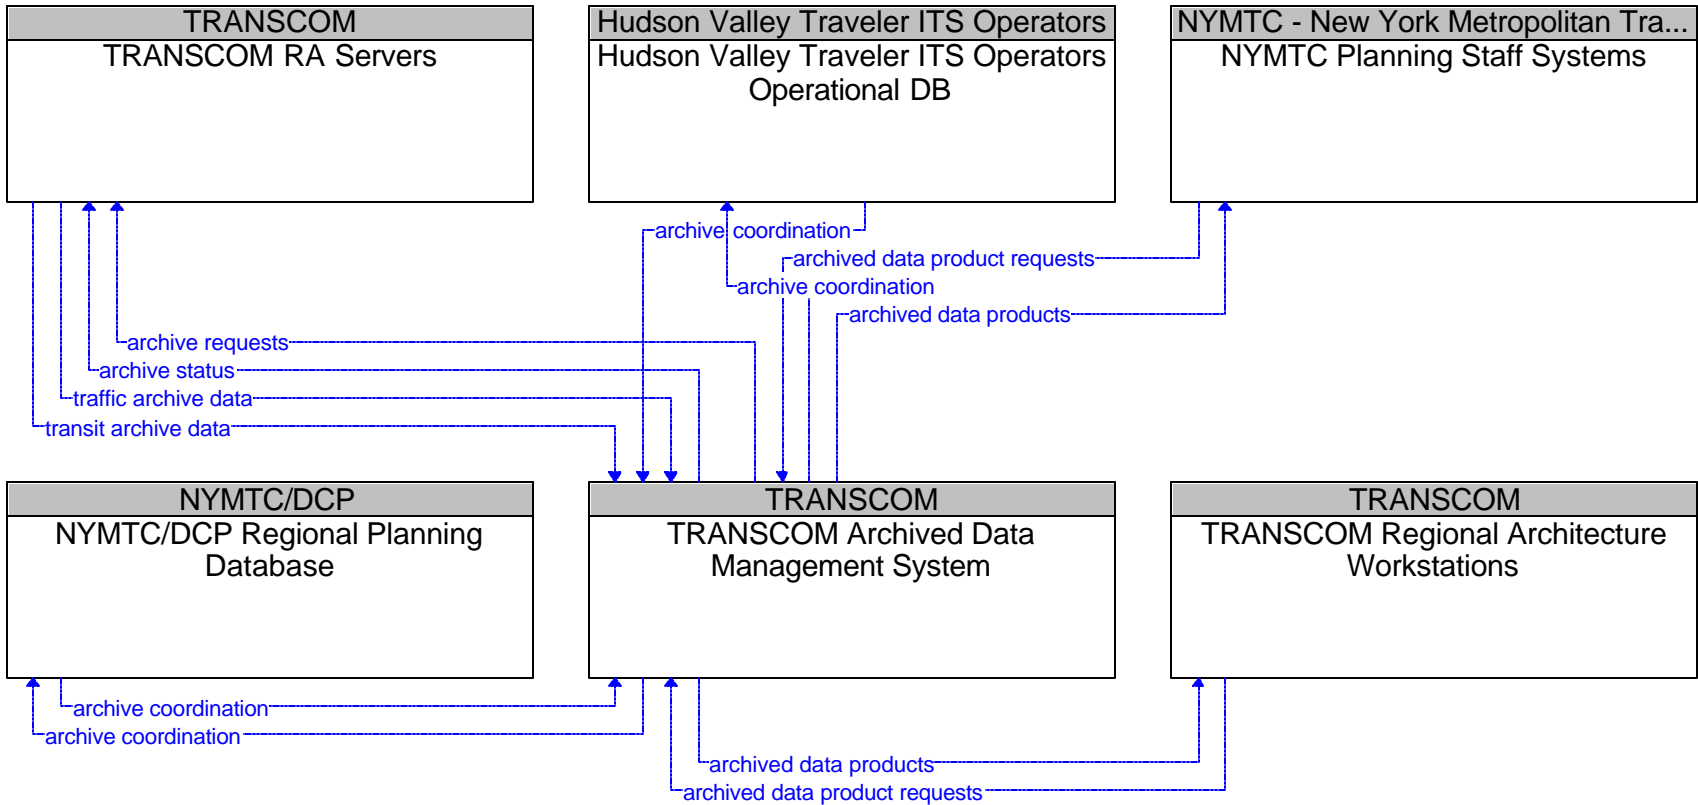 TRANSCOM
TRANSCOM RA Servers
Hudson Valley Traveler ITS Operators
Hudson Valley Traveler ITS Operators
Operational DB
NYMTC - New York Metropolitan Tra...
NYMTC Planning Staff Systems
archive coordination
archived data product requests
archive coordination
archived data products
archive requests
archive status
traffic archive data
transit archive data
NYMTC/DCP
NYMTC/DCP Regional Planning
Database
TRANSCOM
TRANSCOM Archived Data
Management System
TRANSCOM
TRANSCOM Regional Architecture
Workstations
archive coordination
archive coordination
archived data products
archived data product requests